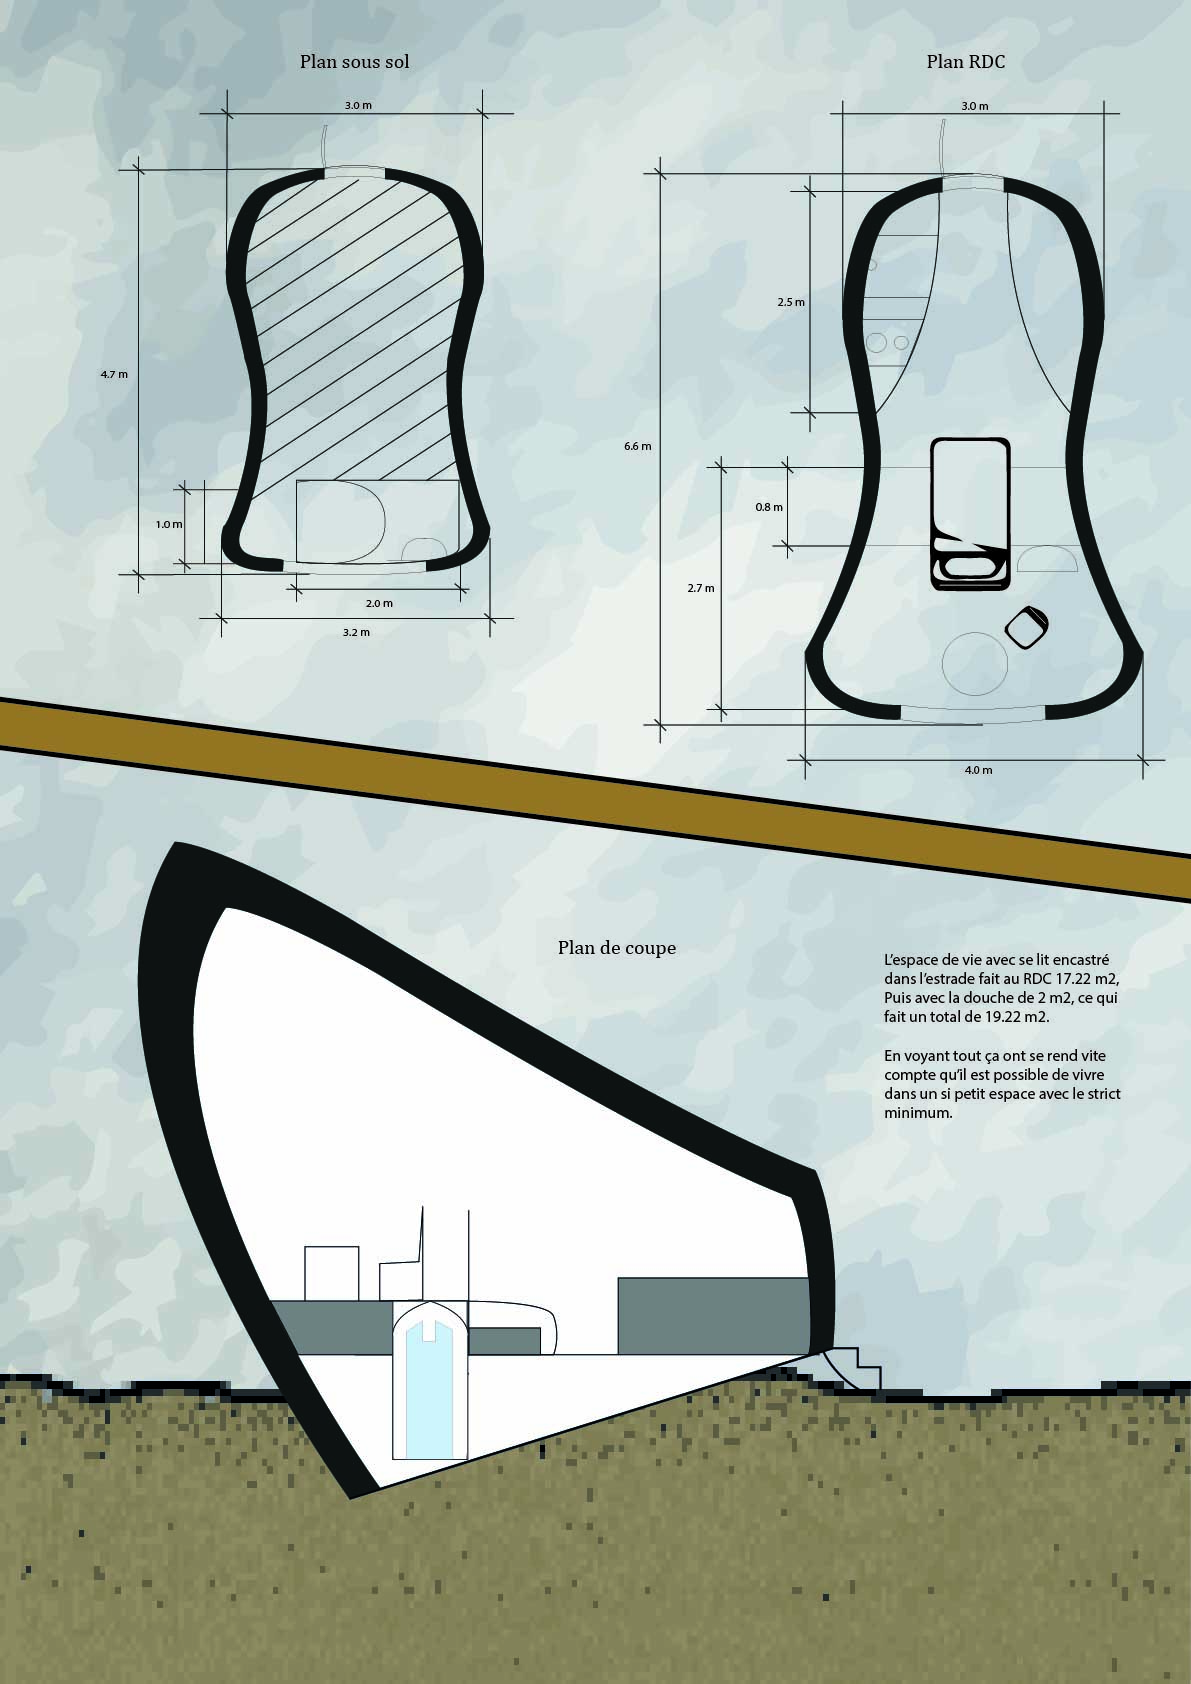 Plan sous sol
3.0 m
4.7 m
1.0 m
2.0 m
3.2 m
Plan RDC
3.0 m
2.5 m
6.6 m
0.8 m
2.7 m
4.0 m
Plan de coupe
L'espace de vie avec se lit encastré
dans l'estrade fait au RDC 17.22 m2,
Puis avec la douche de 2 m2, ce qui
fait un total de 19.22 m2.
En voyant tout ça ont se rend vite
compte qu'il est possible de vivre
dans un si petit espace avec le strict
minimum.